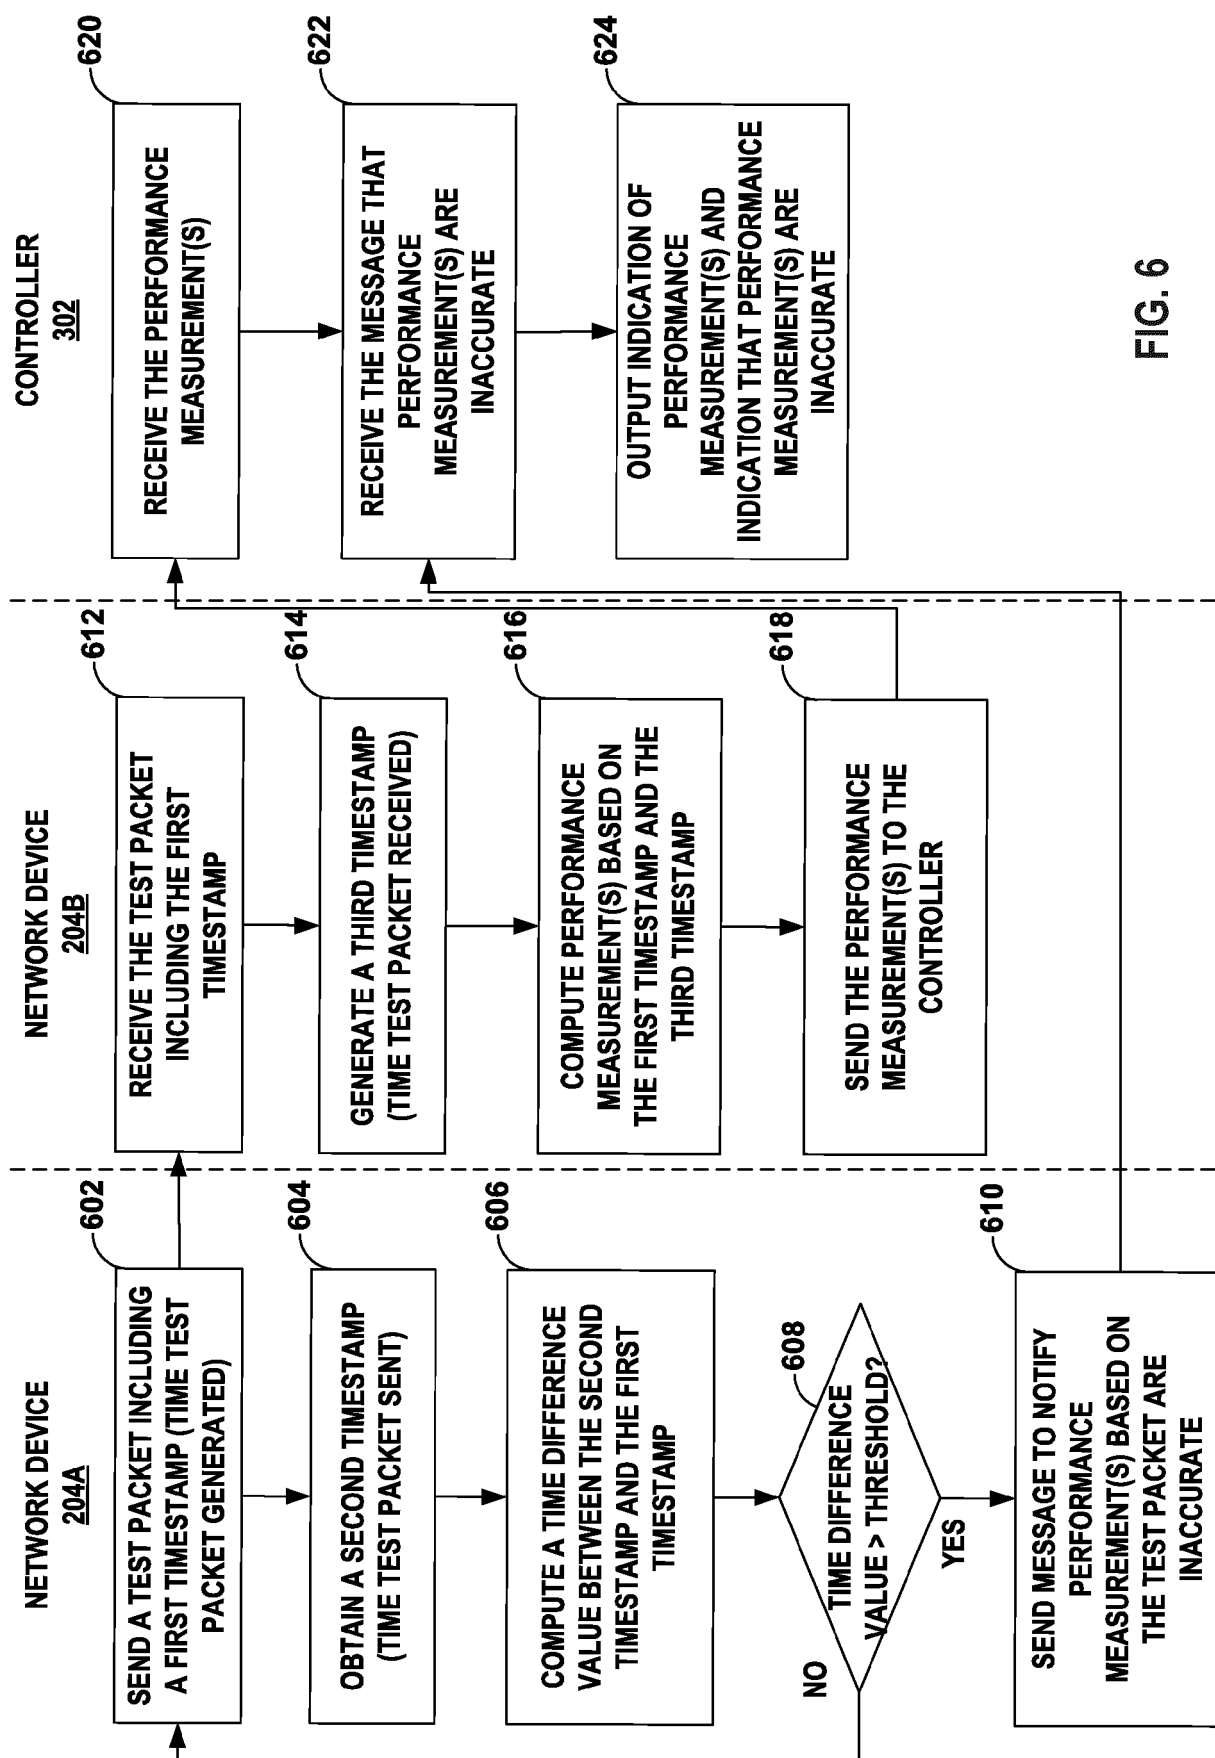 NETWORK DEVICE
204A
602
SEND A TEST PACKET INCLUDING
A FIRST TIMESTAMP (TIME TEST
PACKET GENERATED)
604
OBTAIN A SECOND TIMESTAMP
(TIME TEST PACKET SENT)
606
COMPUTE A TIME DIFFERENCE
VALUE BETWEEN THE SECOND
TIMESTAMP AND THE FIRST
TIMESTAMP
608
TIME DIFFERENCE
VALUE > THRESHOLD?
NO
YES
610
SEND MESSAGE TO NOTIFY
PERFORMANCE
MEASUREMENT(S) BASED ON
THE TEST PACKET ARE
INACCURATE
NETWORK DEVICE
204B
612
RECEIVE THE TEST PACKET
INCLUDING THE FIRST
TIMESTAMP
614
GENERATE A THIRD TIMESTAMP
(TIME TEST PACKET RECEIVED)
616
COMPUTE PERFORMANCE
MEASUREMENT(S) BASED ON
THE FIRST TIMESTAMP AND THE
THIRD TIMESTAMP
618
SEND THE PERFORMANCE
MEASUREMENT(S) TO THE
CONTROLLER
CONTROLLER
302
620
RECEIVE THE PERFORMANCE
MEASUREMENT(S)
622
RECEIVE THE MESSAGE THAT
PERFORMANCE
MEASUREMENT(S) ARE
INACCURATE
624
OUTPUT INDICATION OF
PERFORMANCE
MEASUREMENT(S) AND
INDICATION THAT PERFORMANCE
MEASUREMENT(S) ARE
INACCURATE
FIG. 6